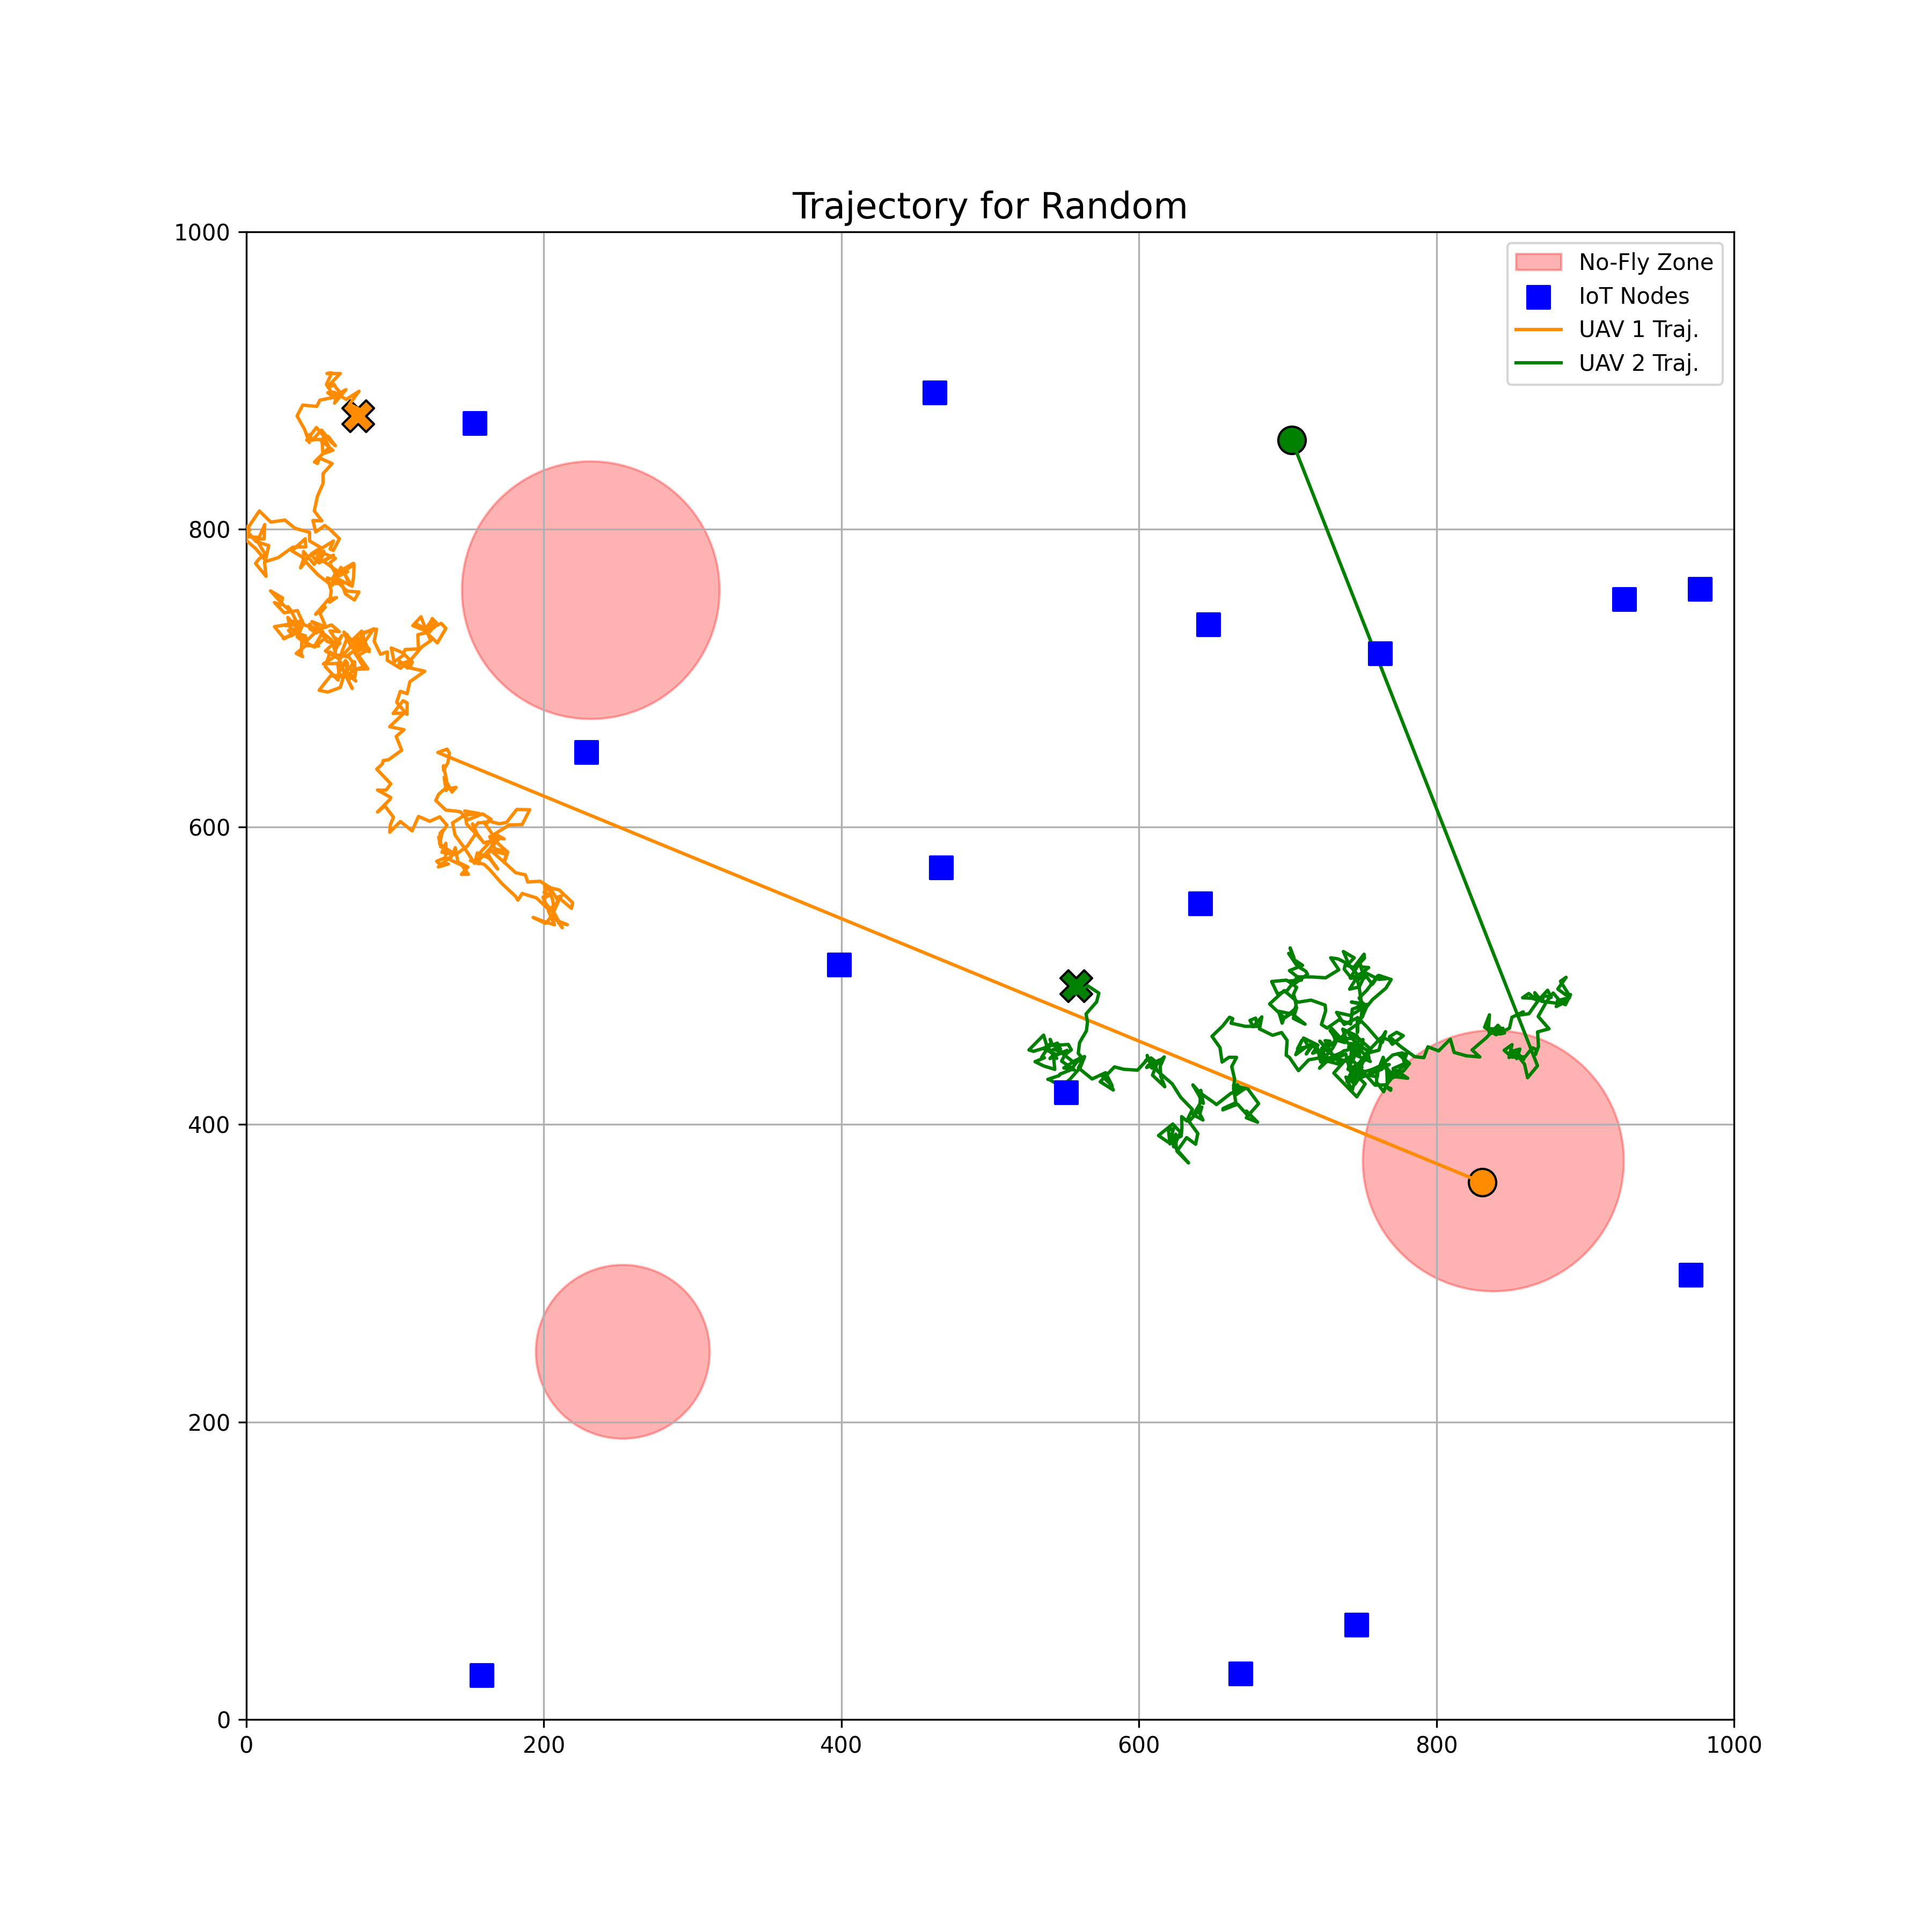 Trajectory for Random
1000
800
600
400
200
0
0 200 400 600 800 1000
No-Fly Zone
IoT Nodes
UAV 1 Traj.
UAV 2 Traj.